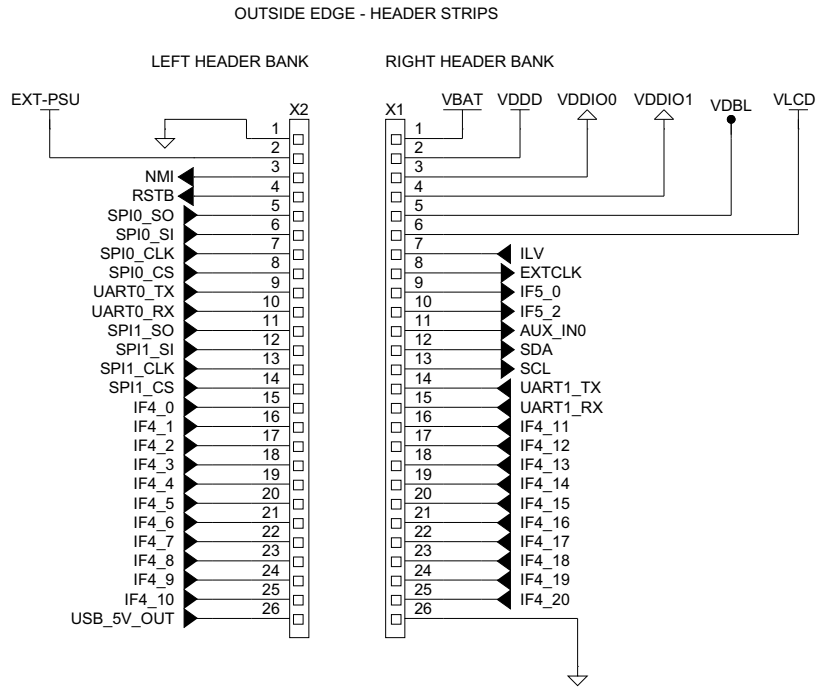 OUTSIDE EDGE - HEADER STRIPS
LEFT HEADER BANK
RIGHT HEADER BANK
EXT-PSU
X2
1
2
NMI 3
RSTB 4
SPI0_SO 5
SPI0_SI 6
SPI0_CLK 7
SPI0_CS 8
UART0_TX 9
UART0_RX 10
SPI1_SO 11
SPI1_SI 12
SPI1_CLK 13
SPI1_CS 14
IF4_0 15
IF4_1 16
IF4_2 17
IF4_3 18
IF4_4 19
IF4_5 20
IF4_6 21
IF4_7 22
IF4_8 23
IF4_9 24
IF4_10 25
USB_5V_OUT 26
X1
VBAT VDDD VDDIO0 VDDIO1 VDBL VLCD
1
2
3
4
5
6
7 ILV
8 EXTCLK
9 IF5_0
10 IF5_2
11 AUX_IN0
12 SDA
13 SCL
14 UART1_TX
15 UART1_RX
16 IF4_11
17 IF4_12
18 IF4_13
19 IF4_14
20 IF4_15
21 IF4_16
22 IF4_17
23 IF4_18
24 IF4_19
25 IF4_20
26